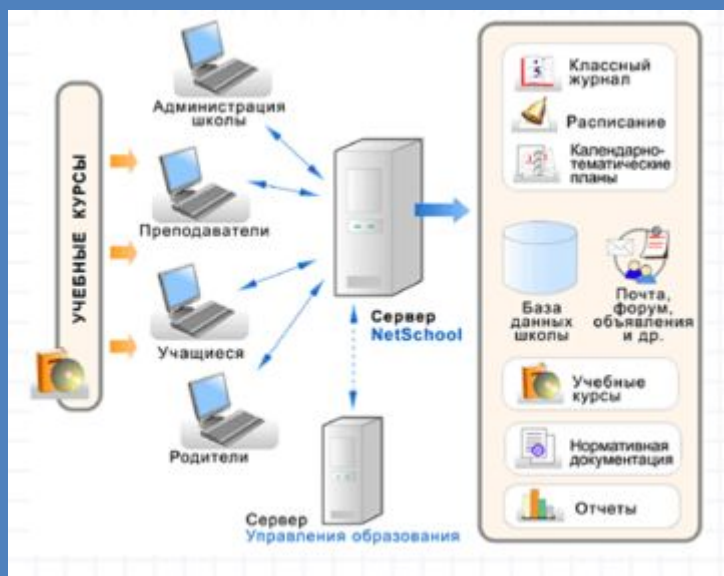 УЧЕБНЫЕ КУРСЫ
Администрация
школы
Преподаватели
Учащиеся
Родители
Сервер
NetSchool
Сервер
Управления образования
5
Классный
журнал
Расписание
Календарно-
тематические
планы
База
данных
школы
Почта,
форум,
объявления
и др.
Учебные
курсы
Нормативная
документация
Отчеты